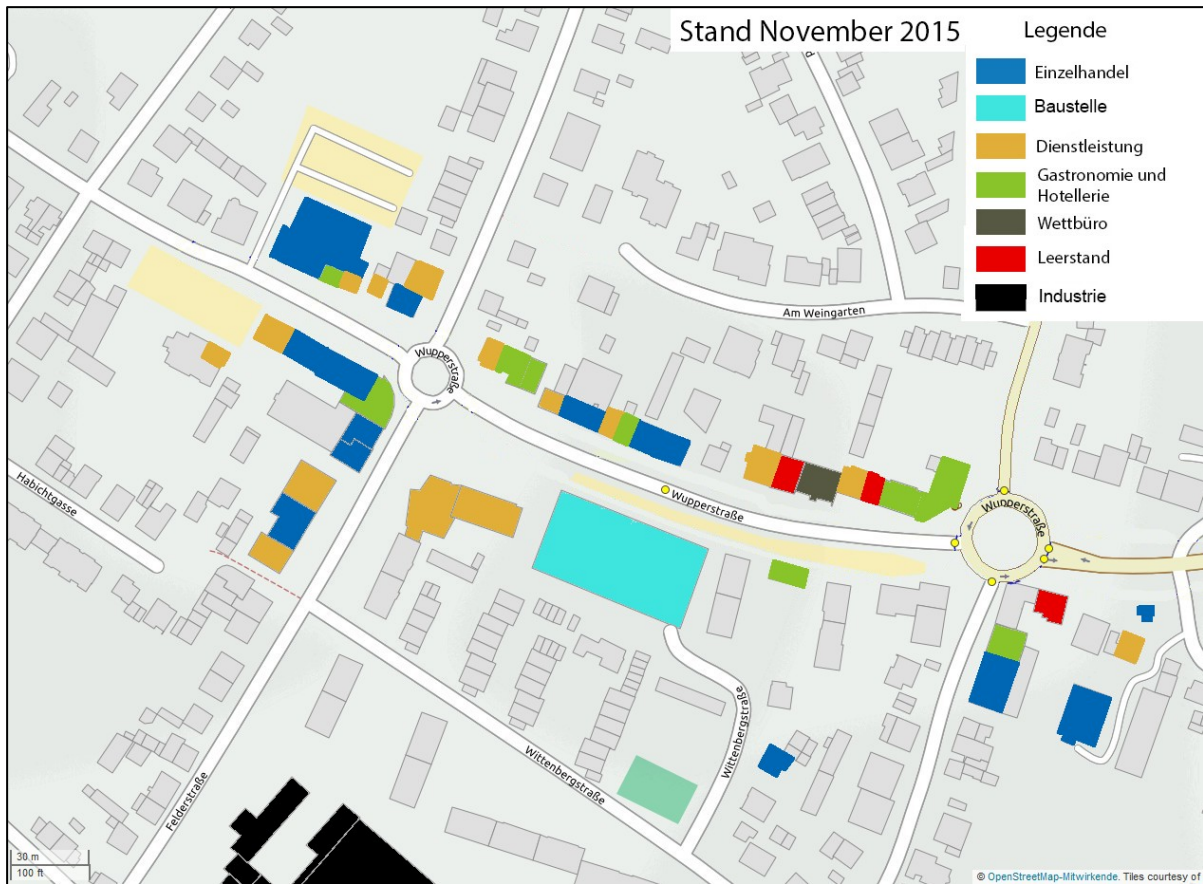 Stand November 2015
Legende
Einzelhandel
Baustelle
Dienstleistung
Gastronomie und
Hotellerie
Wettbüro
Leerstand
Industrie
Am Weingarten
Wupperstraße
Wupperstraße
Wupperstraße
Habichtgasse
Felderstraße
Wittenbergstraße
Wittenbergstraße
30 m
100 ft
© OpenStreetMap-Mitwirkende. Tiles courtesy of